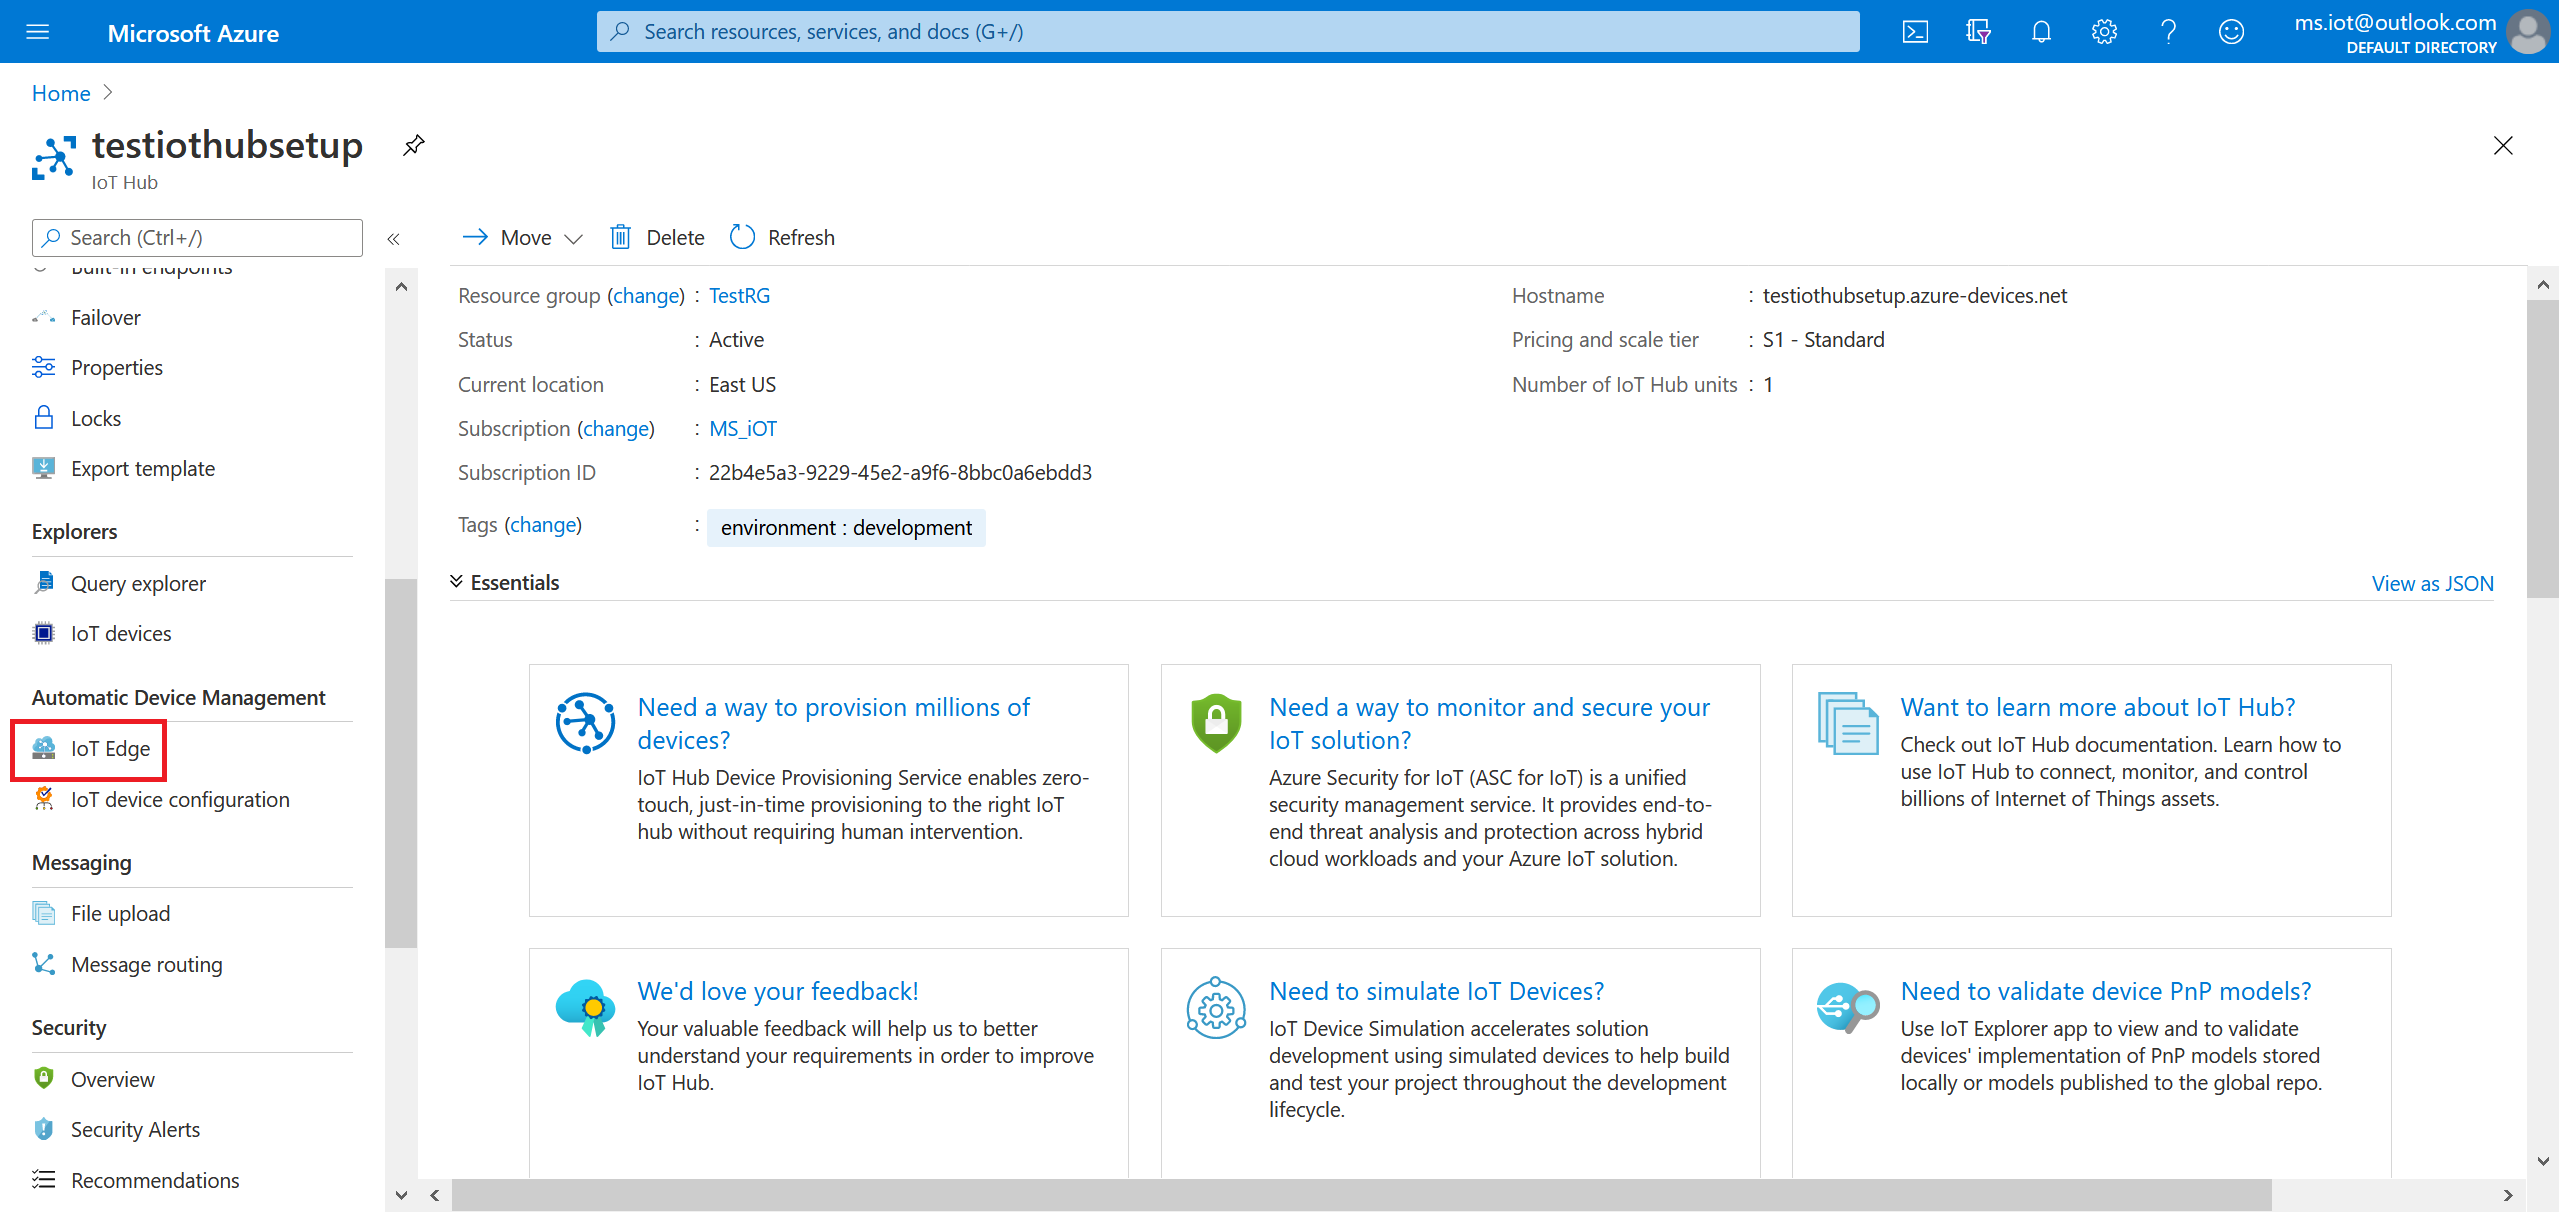 Microsoft Azure
Search resources, services, and docs (G+/)
ms.iot@outlook.com
DEFAULT DIRECTORY
Home
testiothubsetup
IoT Hub
Search (Ctrl+/)
«
Built-in endpoints
Failover
Properties
Locks
Export template
Explorers
Query explorer
IoT devices
Automatic Device Management
IoT Edge
IoT device configuration
Messaging
File upload
Message routing
Security
Overview
Security Alerts
Recommendations
Move
Delete
Refresh
Resource group (change) : TestRG
Status : Active
Current location : East US
Subscription (change) : MS_iOT
Subscription ID : 22b4e5a3-9229-45e2-a9f6-8bbc0a6ebdd3
Tags (change) : environment : development
Hostname : testiothubsetup.azure-devices.net
Pricing and scale tier : S1 - Standard
Number of IoT Hub units : 1
Essentials
View as JSON
Need a way to provision millions of
devices?
IoT Hub Device Provisioning Service enables zero-
touch, just-in-time provisioning to the right IoT
hub without requiring human intervention.
Need a way to monitor and secure your
IoT solution?
Azure Security for IoT (ASC for IoT) is a unified
security management service. It provides end-to-
end threat analysis and protection across hybrid
cloud workloads and your Azure IoT solution.
Want to learn more about IoT Hub?
Check out IoT Hub documentation. Learn how to
use IoT Hub to connect, monitor, and control
billions of Internet of Things assets.
We'd love your feedback!
Your valuable feedback will help us to better
understand your requirements in order to improve
IoT Hub.
Need to simulate IoT Devices?
IoT Device Simulation accelerates solution
development using simulated devices to help build
and test your project throughout the development
lifecycle.
Need to validate device PnP models?
Use IoT Explorer app to view and to validate
devices' implementation of PnP models stored
locally or models published to the global repo.